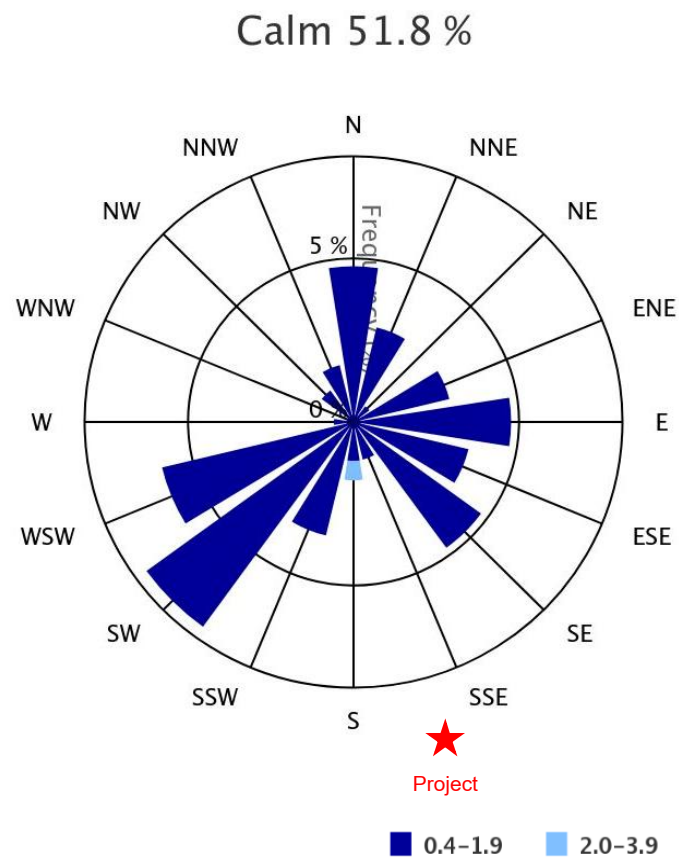 Calm 51.8 %
N
NNW
NNE
NW
NE
5 %
WNW
ENE
0 %
W
E
WSW
ESE
SW
SE
SSW
SSE
S
Project
0.4–1.9
2.0–3.9